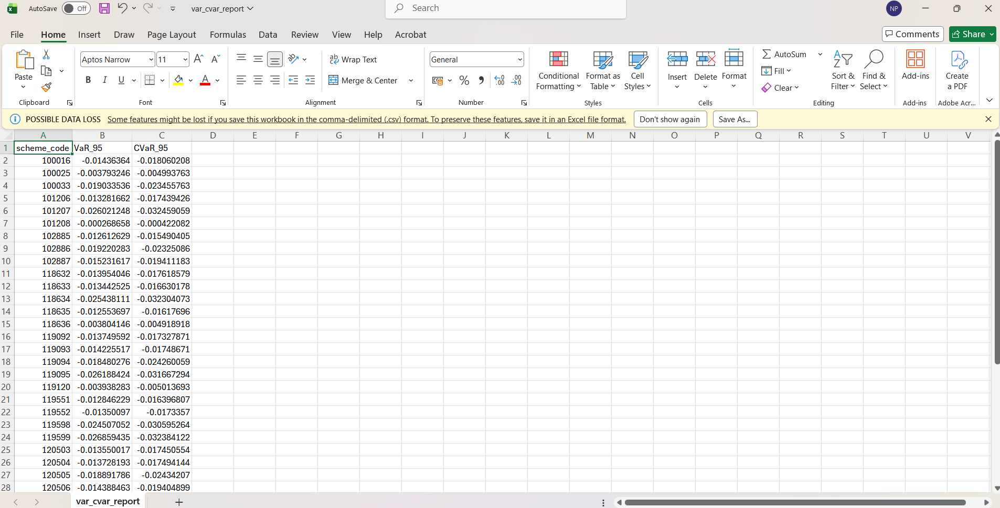 AutoSave Off var_cvar_report Search NP
File Home Insert Draw Page Layout Formulas Data Review View Help Acrobat Comments Share
Aptos Narrow 11 Wrap Text General AutoSum
Paste B I U Merge & Center % Conditional Formatting Format as Table Cell Styles Insert Delete Format Fill Clear Sort & Filter Find & Select Add-ins Create a PDF
Clipboard Font Alignment Number Styles Cells Editing Add-ins Adobe Acr...
POSSIBLE DATA LOSS Some features might be lost if you save this workbook in the comma-delimited (.csv) format. To preserve these features, save it in an Excel file format. Don't show again Save As...
A B C D E F G H I J K L M N O P Q R S T U V
1 scheme_code VaR_95 CVaR_95
2 100016 -0.01436364 -0.018060208
3 100025 -0.003793246 -0.004993763
4 100033 -0.019033536 -0.023455763
5 101206 -0.013281662 -0.017439426
6 101207 -0.026021248 -0.032459059
7 101208 -0.000268658 -0.000422082
8 102885 -0.012612629 -0.015490405
9 102886 -0.019220283 -0.02325086
10 102887 -0.015231617 -0.019411183
11 118632 -0.013954046 -0.017618579
12 118633 -0.013442525 -0.016630178
13 118634 -0.025438111 -0.032304073
14 118635 -0.012553697 -0.01617696
15 118636 -0.003804146 -0.004918918
16 119092 -0.013749592 -0.017327871
17 119093 -0.014225517 -0.01748671
18 119094 -0.018480276 -0.024260059
19 119095 -0.026188424 -0.031667294
20 119120 -0.003938283 -0.005013693
21 119551 -0.012846229 -0.016396807
22 119552 -0.01350097 -0.0173357
23 119598 -0.024507052 -0.030595264
24 119599 -0.026859435 -0.032384122
25 120503 -0.013550017 -0.017450554
26 120504 -0.013728193 -0.017494144
27 120505 -0.018891786 -0.02434207
28 120506 -0.014388463 -0.019404899
var_cvar_report